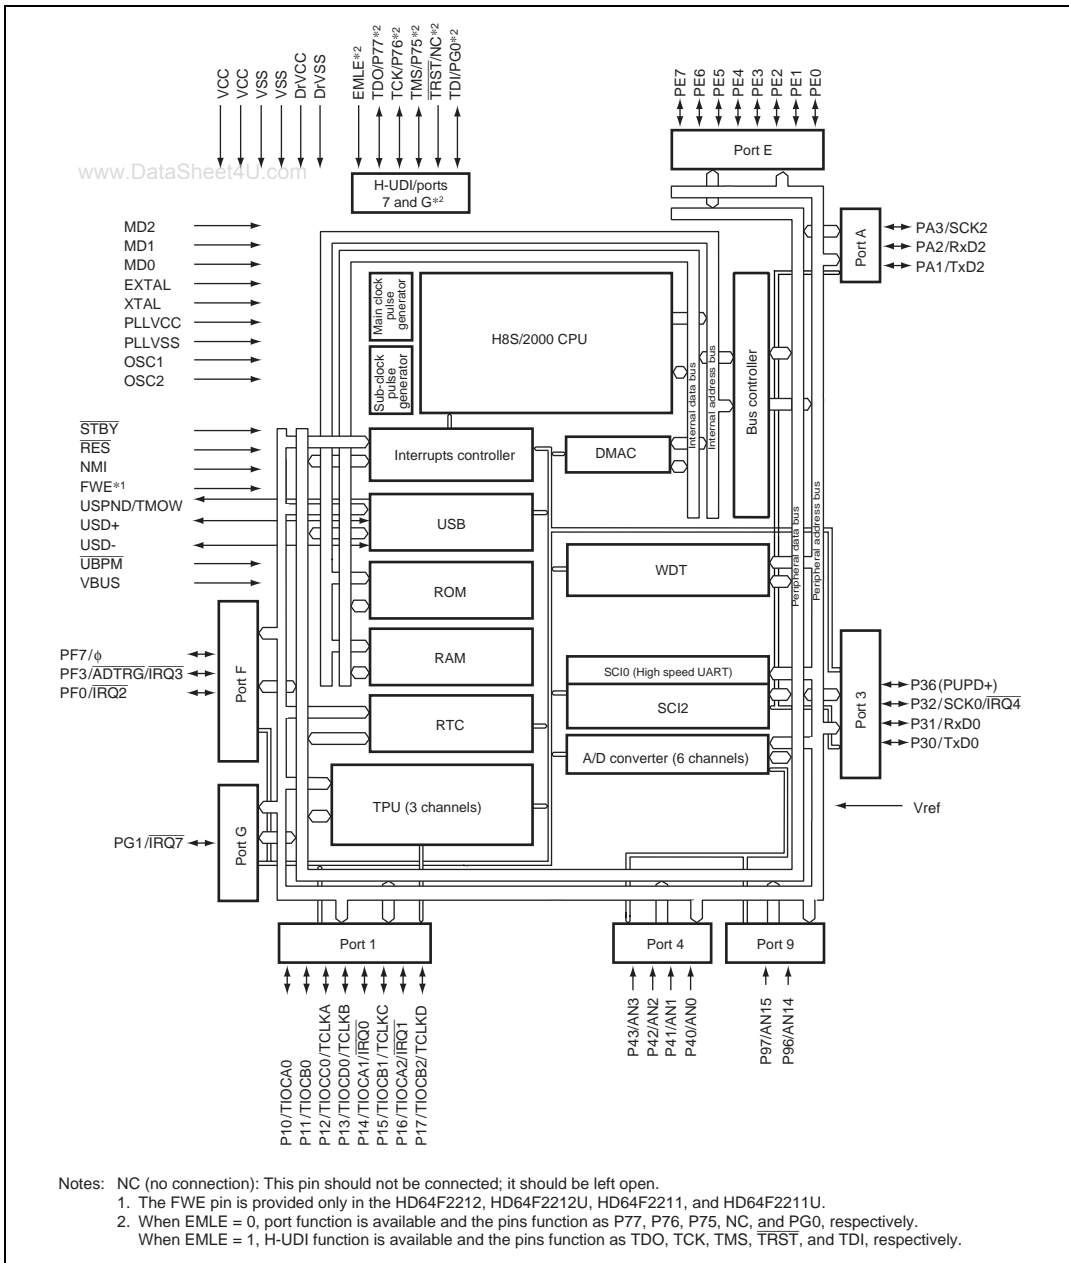 VCC
VCC
VSS
VSS
DrVCC
DrVSS
EMLE*2
TDO/P77*2
TCK/P76*2
TMS/P75*2
T̅R̅S̅T̅/NC*2
TDI/PG0*2
PE7
PE6
PE5
PE4
PE3
PE2
PE1
PE0
Port E
www.DataSheet4U.com
H-UDI/ports
7 and G*2
MD2
MD1
MD0
EXTAL
XTAL
PLLVCC
PLLVSS
OSC1
OSC2
Port A
PA3/SCK2
PA2/RxD2
PA1/TxD2
Main clock
pulse
generator
Sub-clock
pulse
generator
H8S/2000 CPU
Internal data bus
Internal address bus
Bus controller
S̅T̅B̅Y̅
R̅E̅S̅
NMI
FWE*1
USPND/TMOW
USD+
USD-
U̅B̅P̅M̅
VBUS
Interrupts controller
DMAC
USB
Peripheral data bus
Peripheral address bus
WDT
ROM
RAM
SCI0 (High speed UART)
SCI2
RTC
A/D converter (6 channels)
TPU (3 channels)
Port F
PF7/ϕ
PF3/A̅D̅T̅R̅G̅/I̅R̅Q̅3̅
PF0/I̅R̅Q̅2̅
Port G
PG1/I̅R̅Q̅7̅
Port 3
P36(PUPD+)
P32/SCK0/I̅R̅Q̅4̅
P31/RxD0
P30/TxD0
Vref
Port 1
Port 4
Port 9
P10/TIOCA0
P11/TIOCB0
P12/TIOCC0/TCLKA
P13/TIOCD0/TCLKB
P14/TIOCA1/I̅R̅Q̅0̅
P15/TIOCB1/TCLKC
P16/TIOCA2/I̅R̅Q̅1̅
P17/TIOCB2/TCLKD
P43/AN3
P42/AN2
P41/AN1
P40/AN0
P97/AN15
P96/AN14
Notes: NC (no connection): This pin should not be connected; it should be left open.
1. The FWE pin is provided only in the HD64F2212, HD64F2212U, HD64F2211, and HD64F2211U.
2. When EMLE = 0, port function is available and the pins function as P77, P76, P75, NC, and PG0, respectively.
When EMLE = 1, H-UDI function is available and the pins function as TDO, TCK, TMS, T̅R̅S̅T̅, and TDI, respectively.